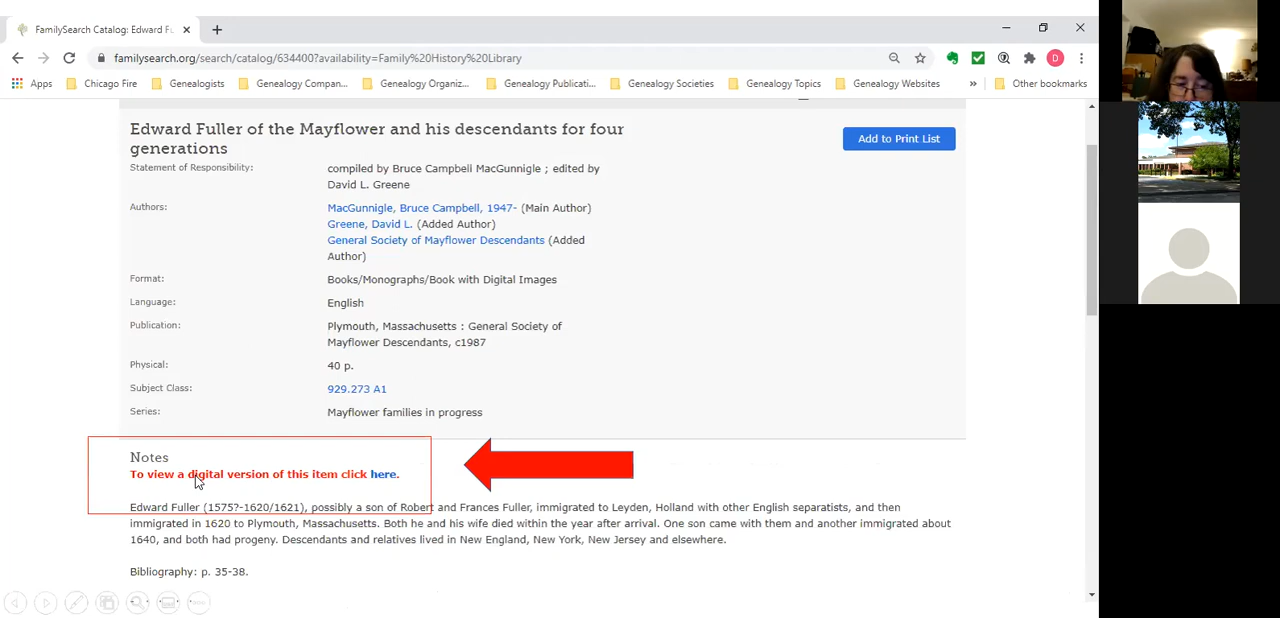 FamilySearch Catalog: Edward Fu
familysearch.org/search/catalog/634400?availability=Family%20History%20Library
D
Apps Chicago Fire Genealogists Genealogy Compan... Genealogy Organiz... Genealogy Publicati... Genealogy Societies Genealogy Topics Genealogy Websites » Other bookmarks
Edward Fuller of the Mayflower and his descendants for four
generations
Add to Print List
Statement of Responsibility: compiled by Bruce Campbell MacGunnigle ; edited by
David L. Greene
Authors: MacGunnigle, Bruce Campbell, 1947- (Main Author)
Greene, David L. (Added Author)
General Society of Mayflower Descendants (Added
Author)
Format: Books/Monographs/Book with Digital Images
Language: English
Publication: Plymouth, Massachusetts : General Society of
Mayflower Descendants, c1987
Physical: 40 p.
Subject Class: 929.273 A1
Series: Mayflower families in progress
Notes
To view a digital version of this item click here.
Edward Fuller (1575?-1620/1621), possibly a son of Robert and Frances Fuller, immigrated to Leyden, Holland with other English separatists, and then
immigrated in 1620 to Plymouth, Massachusetts. Both he and his wife died within the year after arrival. One son came with them and another immigrated about
1640, and both had progeny. Descendants and relatives lived in New England, New York, New Jersey and elsewhere.
Bibliography: p. 35-38.